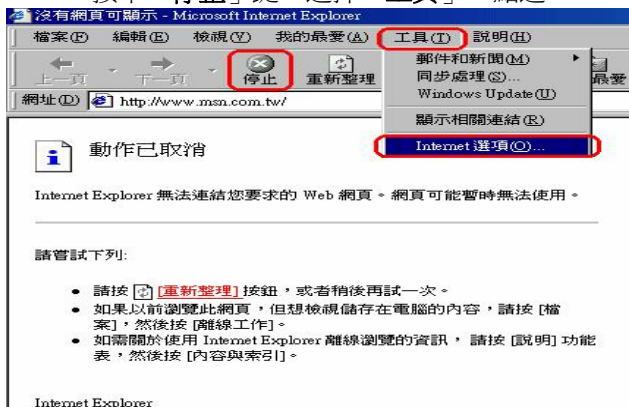 沒有網頁可顯示 - Microsoft Internet Explorer
檔案(F) 編輯(E) 檢視(V) 我的最愛(A) 工具(T) 說明(H)
上一頁 下一頁 停止 重新整理 最愛
郵件和新聞(M)
同步處理(S)...
Windows Update(U)
顯示相關連結(R)
Internet 選項(O)...
網址(D) http://www.msn.com.tw/
動作已取消
Internet Explorer 無法連結您要求的 Web 網頁。網頁可能暫時無法使用。
請嘗試下列:
• 請按 [重新整理] 按鈕，或者稍後再試一次。
• 如果以前瀏覽此網頁，但想檢視儲存在電腦的內容，請按 [檔
案]，然後按 [離線工作]。
• 如需關於使用 Internet Explorer 離線瀏覽的資訊， 請按 [說明] 功能
表，然後按 [內容與索引]。
Internet Explorer